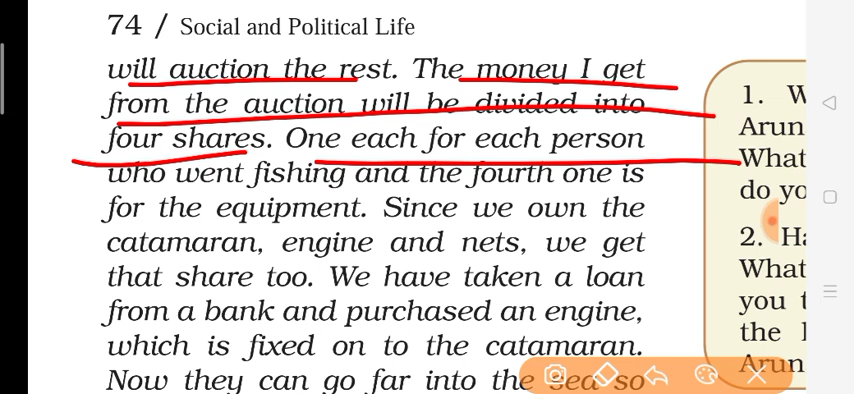 74 / Social and Political Life
will auction the rest. The money I get
from the auction will be divided into
four shares. One each for each person
who went fishing and the fourth one is
for the equipment. Since we own the
catamaran, engine and nets, we get
that share too. We have taken a loan
from a bank and purchased an engine,
which is fixed on to the catamaran.
Now they can go far into the sea so
1. W
Arun
What
do yo
2. Ha
What
you t
the
Arun